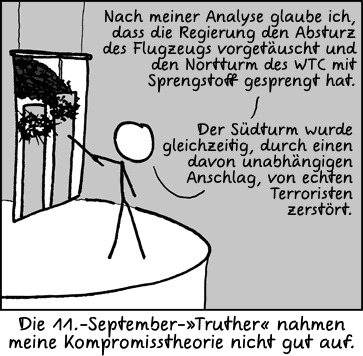 Nach meiner Analyse glaube ich,
dass die Regierung den Absturz
des Flugzeugs vorgetäuscht und
den Nortturm des WTC mit
Sprengstoff gesprengt hat.
Der Südturm wurde
gleichzeitig, durch einen
davon unabhängigen
Anschlag, von echten
Terroristen
zerstört.
Die 11.-September-»Truther« nahmen
meine Kompromisstheorie nicht gut auf.